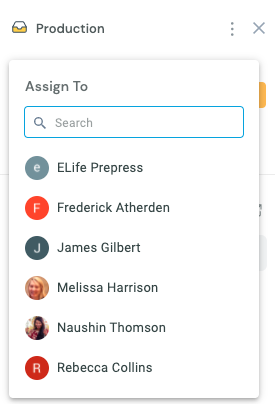 Production
Assign To
Search
e ELife Prepress
F Frederick Atherden
J James Gilbert
Melissa Harrison
Naushin Thomson
R Rebecca Collins